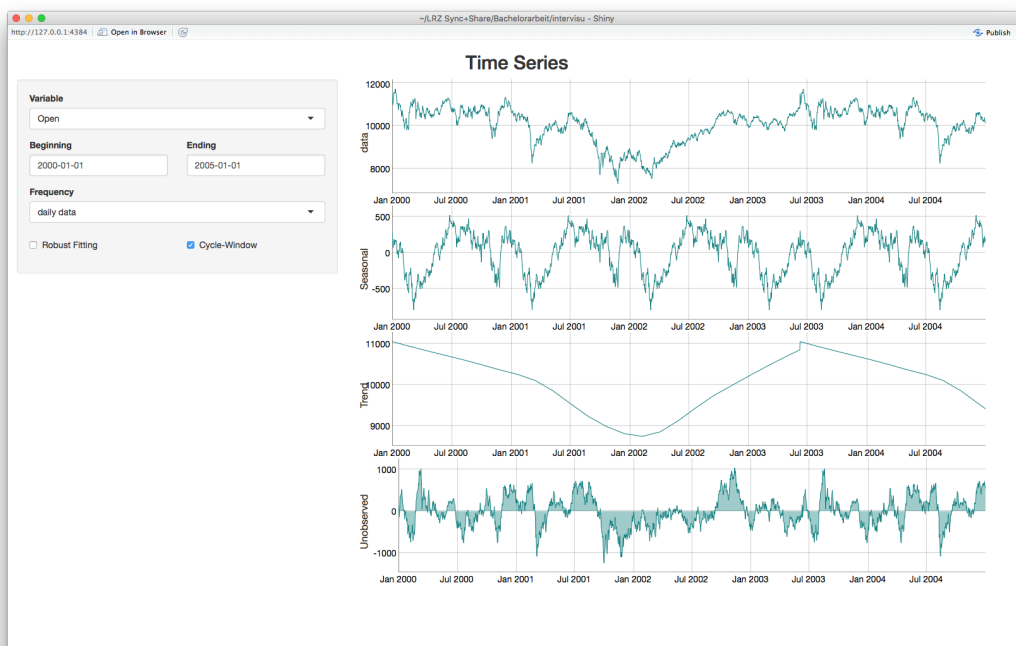 ~/LRZ Sync+Share/Bachelorarbeit/intervisu - Shiny
http://127.0.0.1:4384 Open in Browser Publish
Time Series
Variable
Open
Beginning Ending
2000-01-01 2005-01-01
Frequency
daily data
Robust Fitting Cycle-Window
12000
10000
8000
data
Jan 2000 Jul 2000 Jan 2001 Jul 2001 Jan 2002 Jul 2002 Jan 2003 Jul 2003 Jan 2004 Jul 2004
500
0
-500
Seasonal
Jan 2000 Jul 2000 Jan 2001 Jul 2001 Jan 2002 Jul 2002 Jan 2003 Jul 2003 Jan 2004 Jul 2004
11000
10000
9000
Trend
Jan 2000 Jul 2000 Jan 2001 Jul 2001 Jan 2002 Jul 2002 Jan 2003 Jul 2003 Jan 2004 Jul 2004
1000
0
-1000
Unobserved
Jan 2000 Jul 2000 Jan 2001 Jul 2001 Jan 2002 Jul 2002 Jan 2003 Jul 2003 Jan 2004 Jul 2004